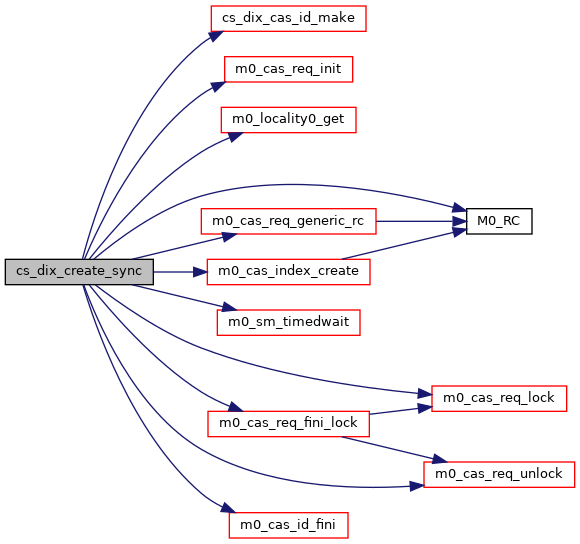 cs_dix_cas_id_make
m0_cas_req_init
m0_locality0_get
m0_cas_req_generic_rc
M0_RC
cs_dix_create_sync
m0_cas_index_create
m0_sm_timedwait
m0_cas_req_lock
m0_cas_req_fini_lock
m0_cas_req_unlock
m0_cas_id_fini